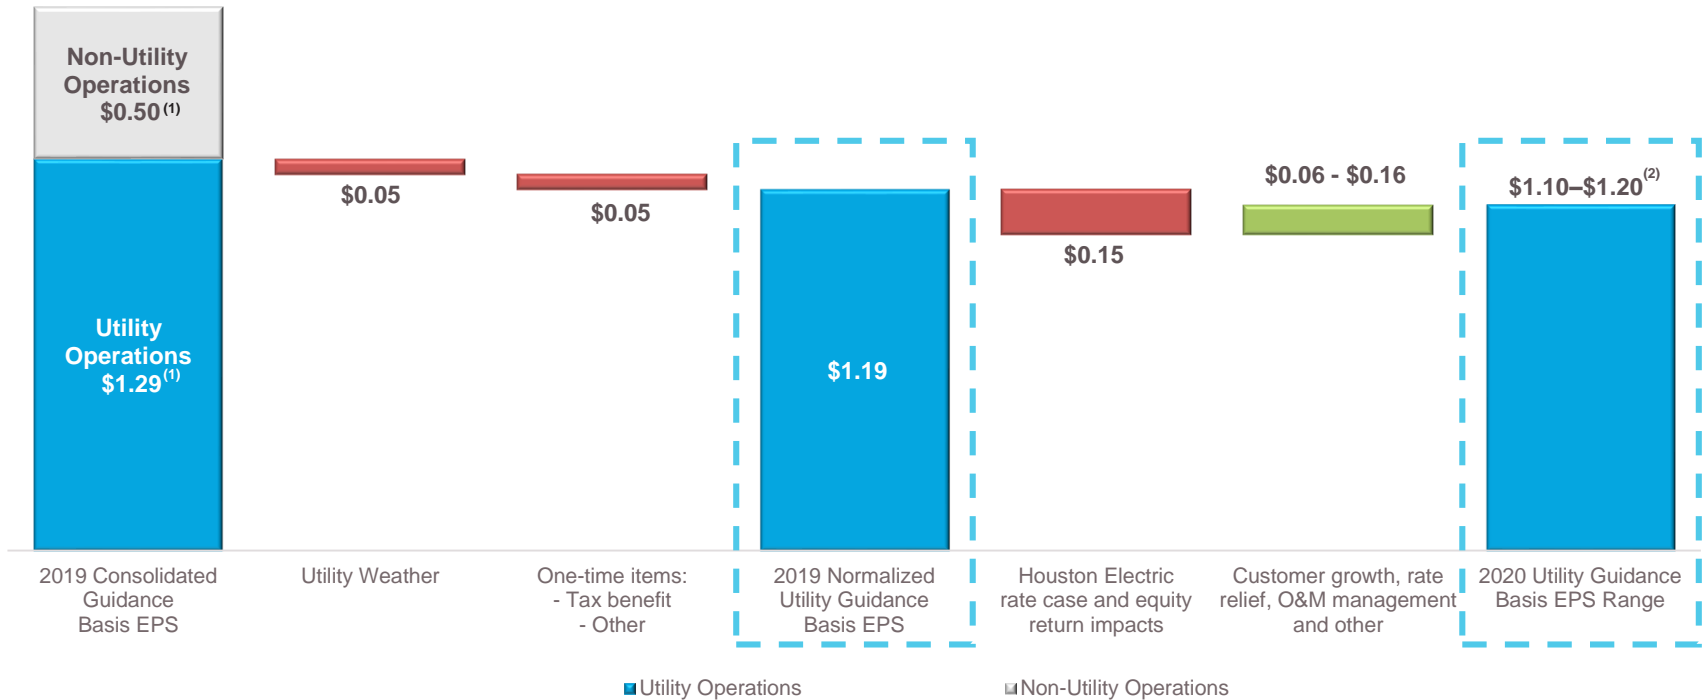 Non-Utility
Operations
$0.50(1)
Utility
Operations
$1.29(1)
$0.05
$0.05
$1.19
$0.15
$0.06 - $0.16
$1.10–$1.20(2)
2019 Consolidated
Guidance
Basis EPS
Utility Weather
One-time items:
- Tax benefit
- Other
2019 Normalized
Utility Guidance
Basis EPS
Houston Electric
rate case and equity
return impacts
Customer growth, rate
relief, O&M management
and other
2020 Utility Guidance
Basis EPS Range
Utility Operations
Non-Utility Operations